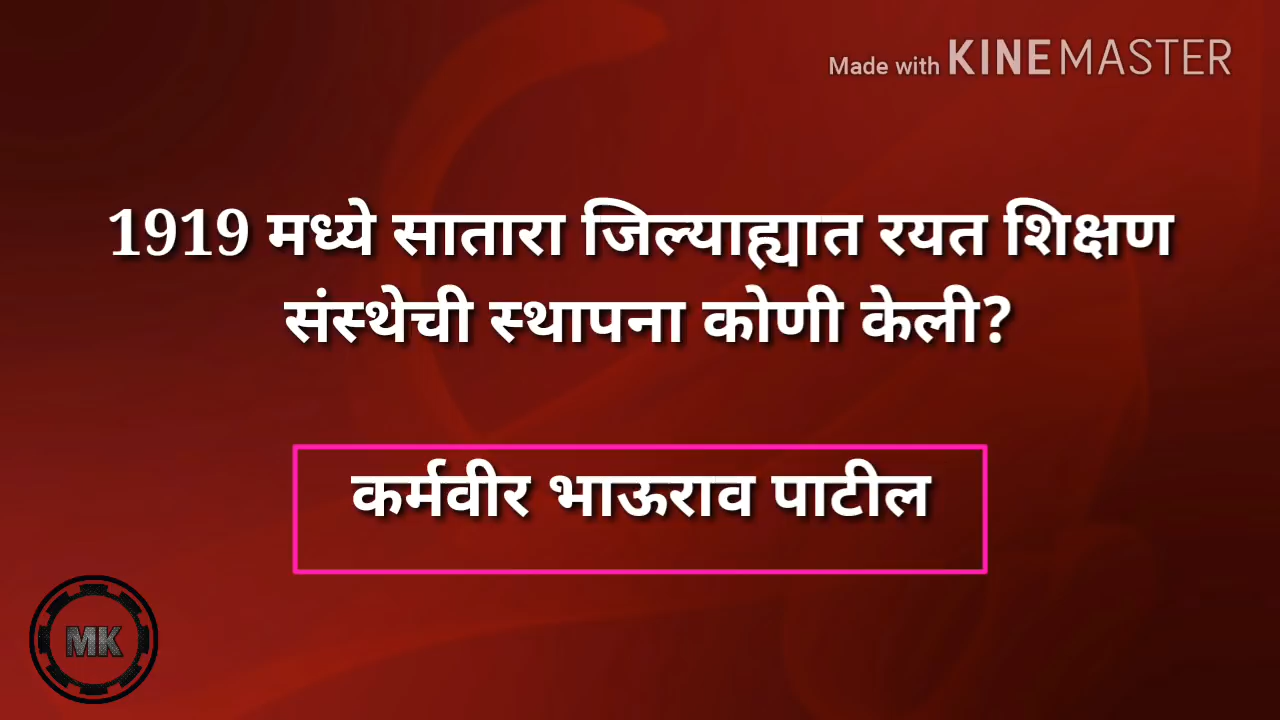 Made with KINEMASTER
1919 मध्ये सातारा जिल्याह्यात रयत शिक्षण
संस्थेची स्थापना कोणी केली?
कर्मवीर भाऊराव पाटील
MK